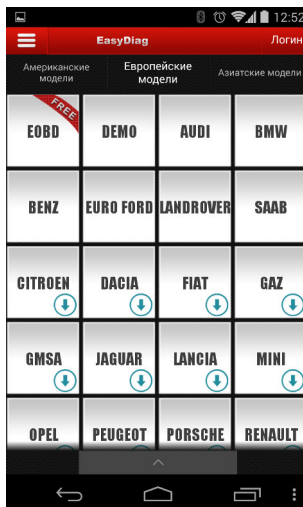 12:52
EasyDiag
Логин
Американские
модели
Европейские
модели
Азиатские модели
FREE
EOBD
DEMO
AUDI
BMW
BENZ
EURO FORD
LANDROVER
SAAB
CITROEN
DACIA
FIAT
GAZ
GMSA
JAGUAR
LANCIA
MINI
OPEL
PEUGEOT
PORSCHE
RENAULT